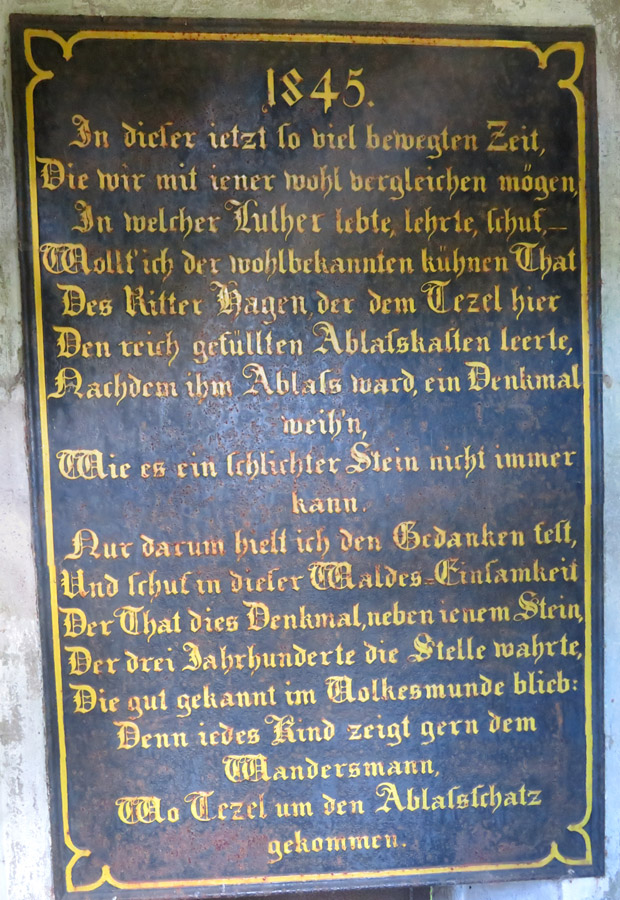 1845.
In dieſer ietzt ſo viel bewegten Zeit,
Die wir mit iener wohl vergleichen mögen,
In welcher Luther lebte, lehrte, ſchuf,–
Wollt' ich der wohlbekannten kühnen That
Des Ritter Hagen, der dem Tezel hier
Den reich gefüllten Ablaſskaſten leerte,
Nachdem ihm Ablaſs ward, ein Denkmal
weih'n,
Wie es ein ſchlichter Stein nicht immer
kann.
Nur darum hielt ich den Gedanken feſt,
Und ſchuf in dieſer Waldes-Einſamkeit
Der That dies Denkmal, neben ienem Stein,
Der drei Jahrhunderte die Stelle wahrte,
Die gut gekannt im Volkesmunde blieb:
Denn iedes Kind zeigt gern dem
Wandersmann,
Wo Tezel um den Ablaſsſchatz
gekommen.